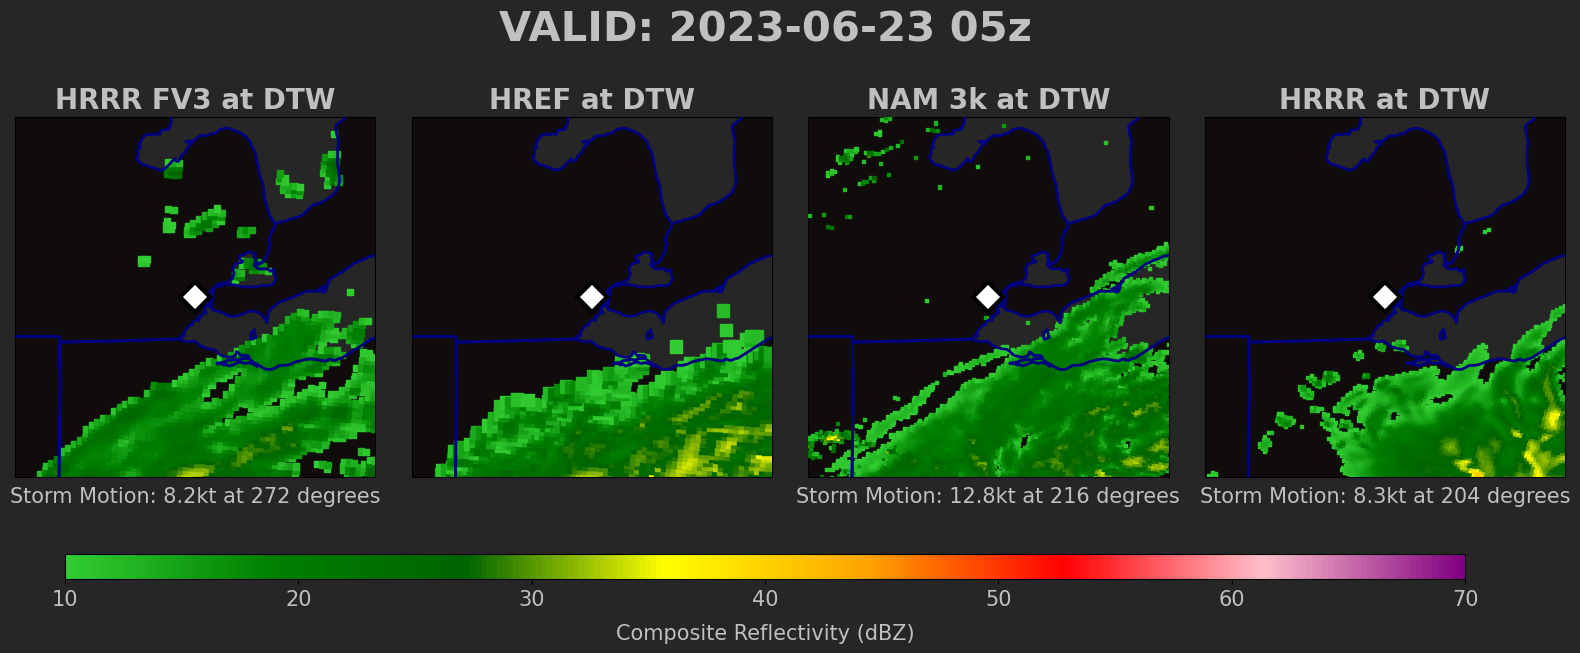 VALID: 2023-06-23 05z
HRRR FV3 at DTW
HREF at DTW
NAM 3k at DTW
HRRR at DTW
Storm Motion: 8.2kt at 272 degrees
Storm Motion: 12.8kt at 216 degrees
Storm Motion: 8.3kt at 204 degrees
10 20 30 40 50 60 70
Composite Reflectivity (dBZ)